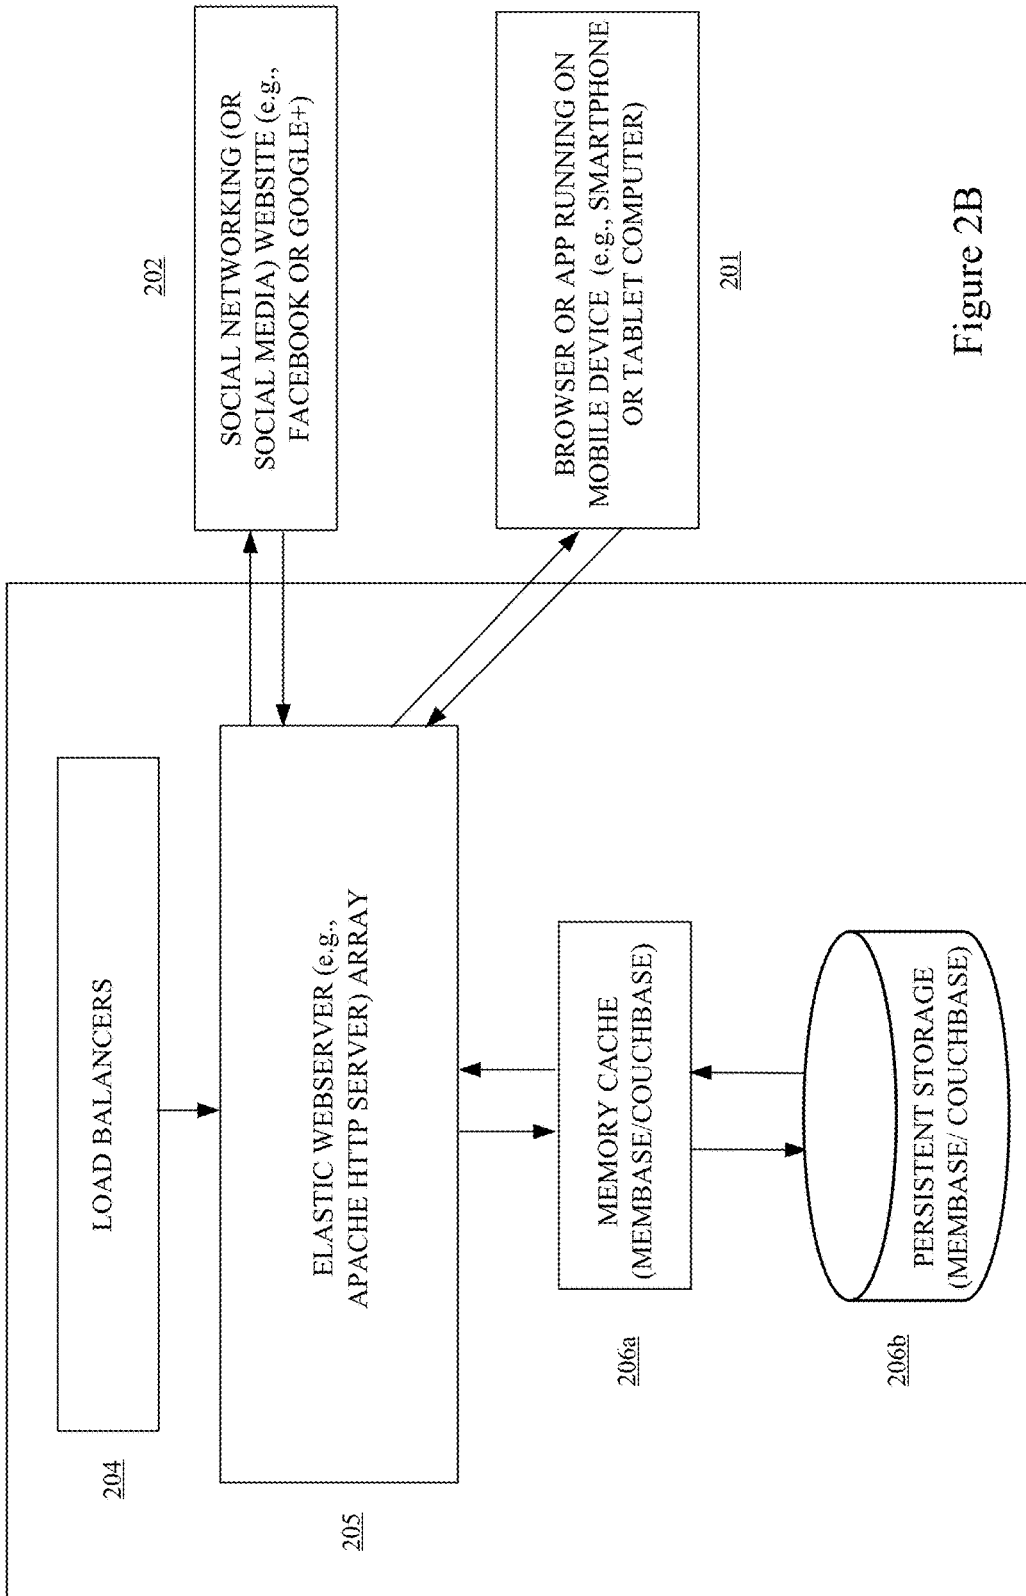 204
LOAD BALANCERS
205
ELASTIC WEBSERVER (e.g.,
APACHE HTTP SERVER) ARRAY
206a
MEMORY CACHE
(MEMBASE/COUCHBASE)
206b
PERSISTENT STORAGE
(MEMBASE/ COUCHBASE)
202
SOCIAL NETWORKING (OR
SOCIAL MEDIA) WEBSITE (e.g.,
FACEBOOK OR GOOGLE+)
BROWSER OR APP RUNNING ON
MOBILE DEVICE (e.g., SMARTPHONE
OR TABLET COMPUTER)
201
Figure 2B